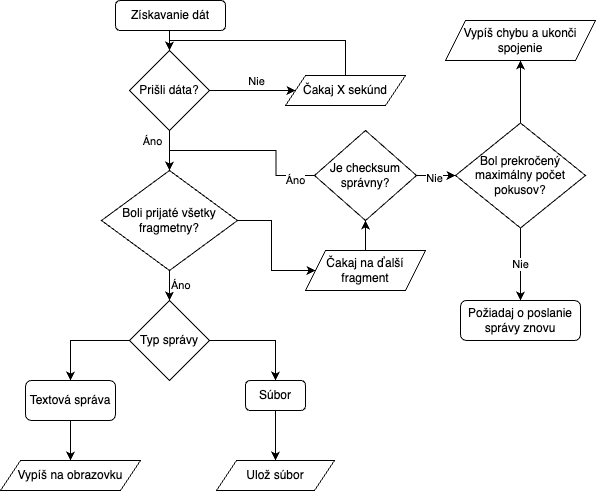 Získavanie dát
Vypíš chybu a ukonči
spojenie
Prišli dáta?
Nie
Čakaj X sekúnd
Áno
Je checksum
správny?
Áno
Nie
Bol prekročený
maximálny počet
pokusov?
Boli prijaté všetky
fragmetny?
Čakaj na ďalší
fragment
Nie
Áno
Požiadaj o poslanie
správy znovu
Typ správy
Textová správa
Súbor
Vypíš na obrazovku
Ulož súbor